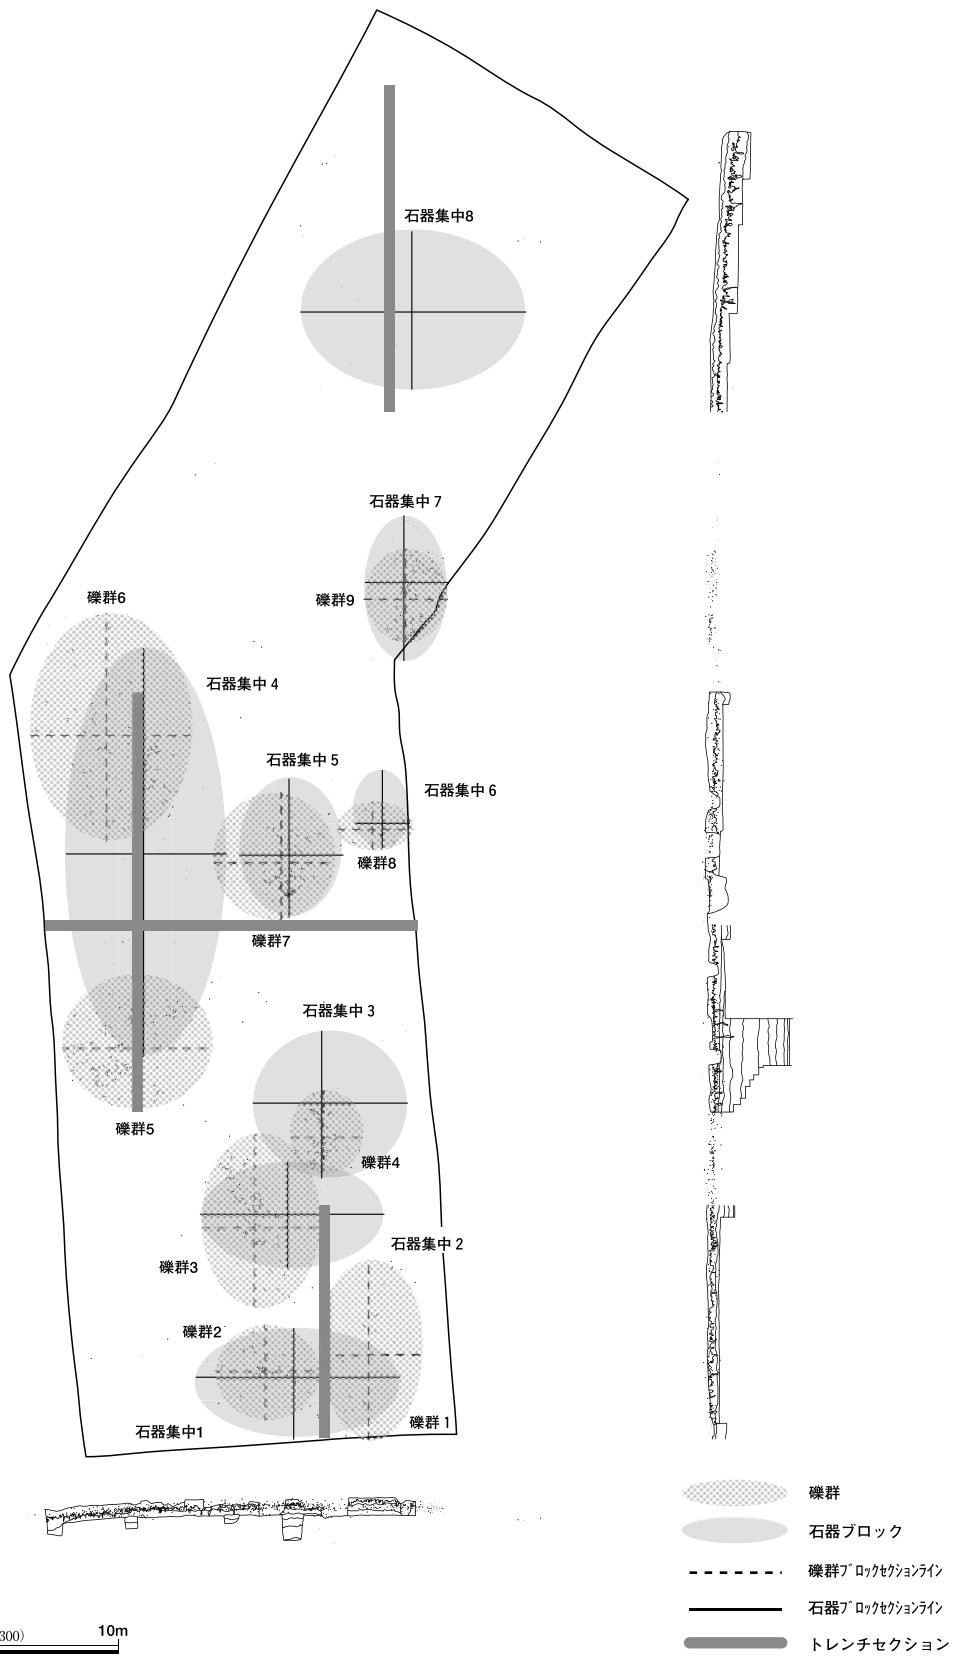 石器集中8
石器集中 7
礫群9
礫群6
石器集中 4
石器集中 5
石器集中 6
礫群8
礫群7
石器集中 3
礫群5
礫群4
石器集中 2
礫群3
礫群2
礫群 1
石器集中1
礫群
石器ブロック
礫群ﾌﾞﾛｯｸｾｸｼｮﾝﾗｲﾝ
石器ﾌﾞﾛｯｸｾｸｼｮﾝﾗｲﾝ
トレンチセクション
300)
10m